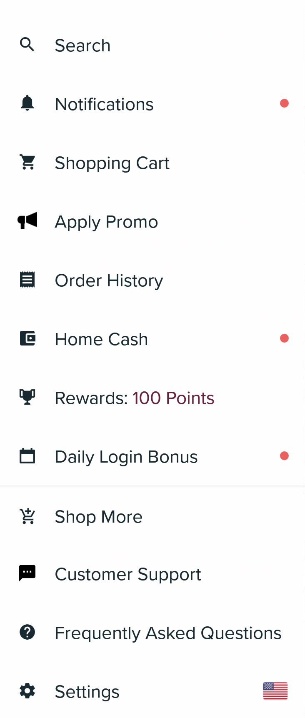 Search
Notifications
Shopping Cart
Apply Promo
Order History
Home Cash
Rewards: 100 Points
Daily Login Bonus
Shop More
Customer Support
Frequently Asked Questions
Settings